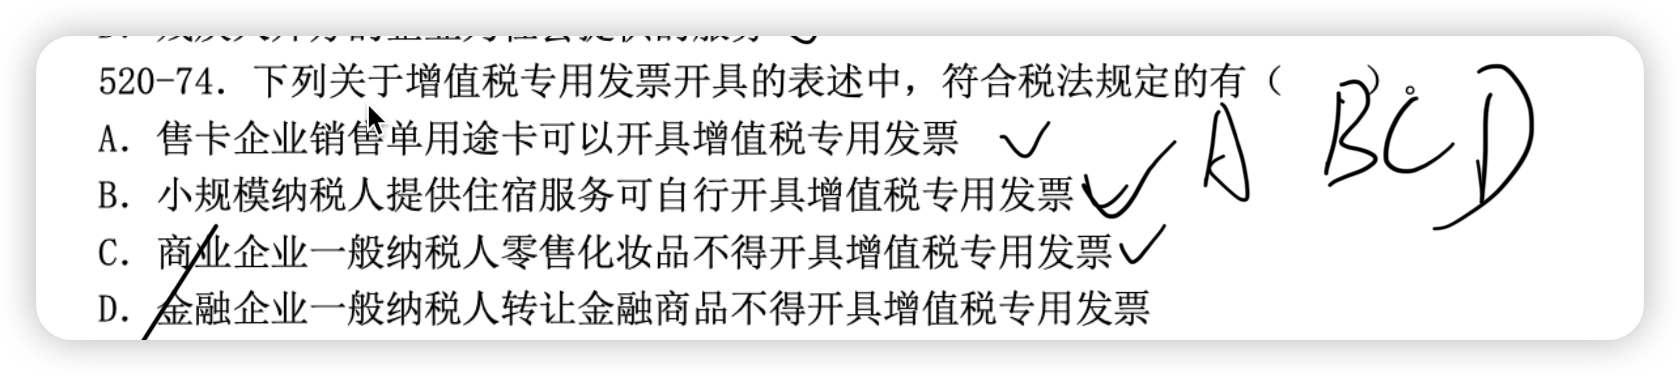 520-74. 下列关于增值税专用发票开具的表述中，符合税法规定的有（ ）。 A BCD
A. 售卡企业销售单用途卡可以开具增值税专用发票
B. 小规模纳税人提供住宿服务可自行开具增值税专用发票
C. 商业企业一般纳税人零售化妆品不得开具增值税专用发票
D. 金融企业一般纳税人转让金融商品不得开具增值税专用发票